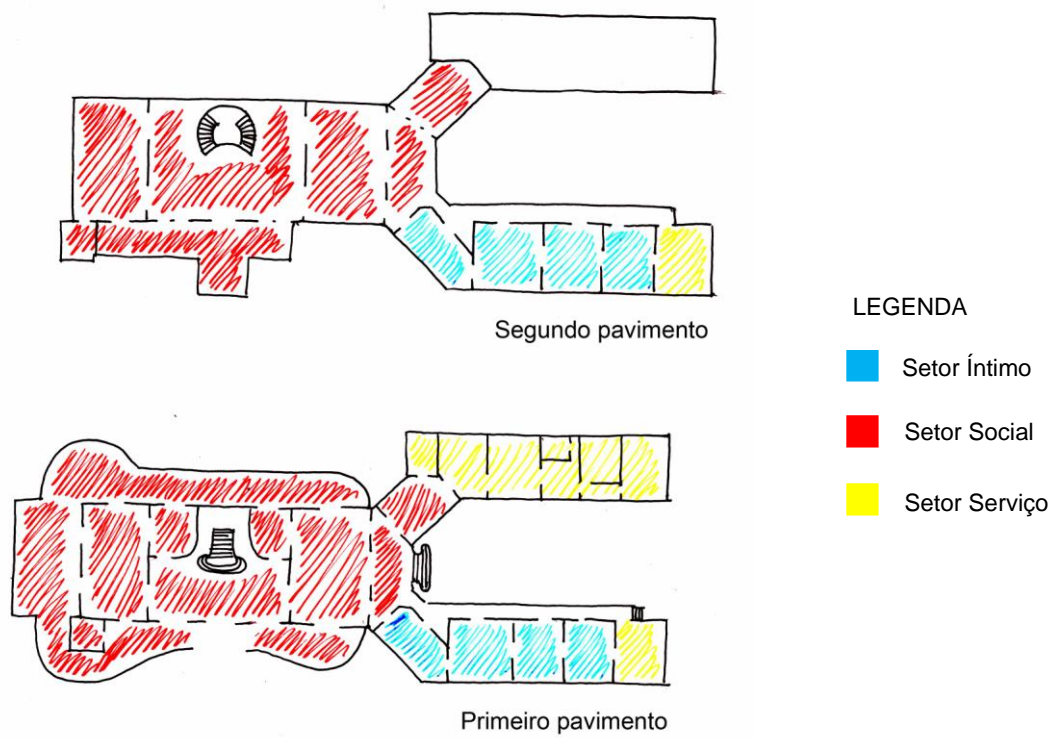 Segundo pavimento
LEGENDA
Setor Íntimo
Setor Social
Setor Serviço
Primeiro pavimento